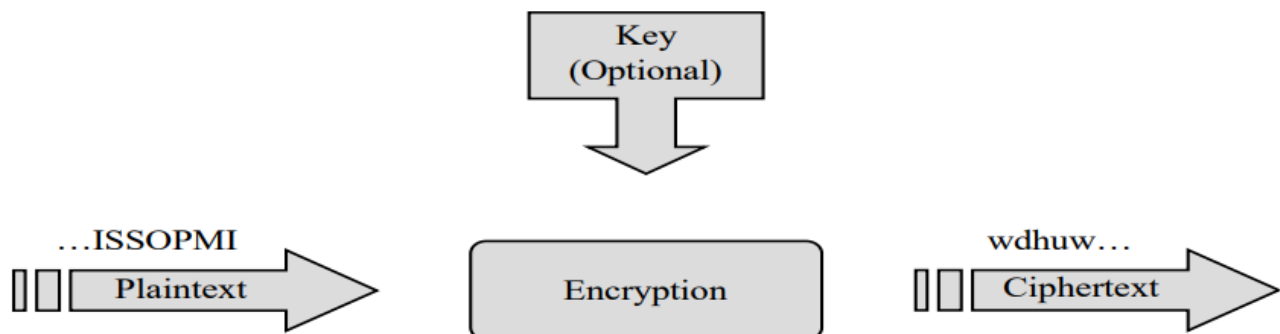 Key
(Optional)
…ISSOPMI
wdhuw…
Plaintext
Encryption
Ciphertext